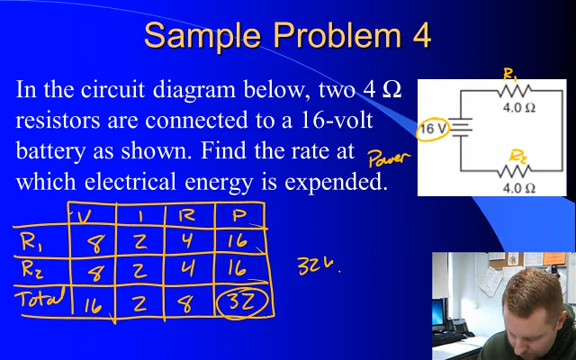 Sample Problem 4
In the circuit diagram below, two 4 Ω
resistors are connected to a 16-volt
battery as shown. Find the rate at
Power
which electrical energy is expended.
R1
4.0 Ω
16 V
R2
4.0 Ω
V I R P
R1 8 2 4 16
R2 8 2 4 16
Total 16 2 8 32
32